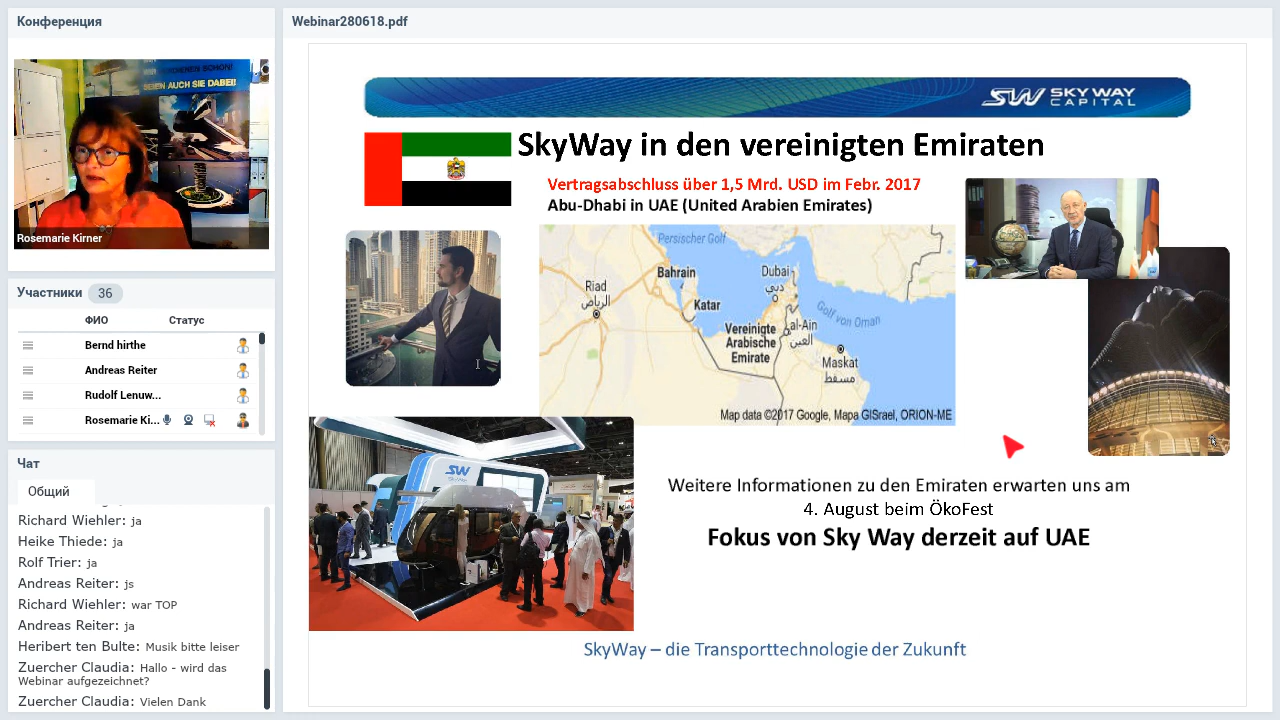 Конференция
SEIEN AUCH SIE DABEI!
Rosemarie Kirner
Участники 36
ФИО Статус
Bernd hirthe
Andreas Reiter
Rudolf Lenuw...
Rosemarie Ki...
Чат
Общий
Richard Wiehler: ja
Heike Thiede: ja
Rolf Trier: ja
Andreas Reiter: js
Richard Wiehler: war TOP
Andreas Reiter: ja
Heribert ten Bulte: Musik bitte leiser
Zuercher Claudia: Hallo - wird das
Webinar aufgezeichnet?
Zuercher Claudia: Vielen Dank
Webinar280618.pdf
SW SKY WAY
CAPITAL
SkyWay in den vereinigten Emiraten
Vertragsabschluss über 1,5 Mrd. USD im Febr. 2017
Abu-Dhabi in UAE (United Arabien Emirates)
Persischer Golf
Bahrain
Dubai
دبي
Riad
الرياض
Katar
Golf von Oman
Vereinigte
Arabische
Emirate
al-Ain
العين
Maskat
مسقط
Map data ©2017 Google, Mapa GISrael, ORION-ME
SW
Weitere Informationen zu den Emiraten erwarten uns am
4. August beim ÖkoFest
Fokus von Sky Way derzeit auf UAE
SkyWay – die Transporttechnologie der Zukunft